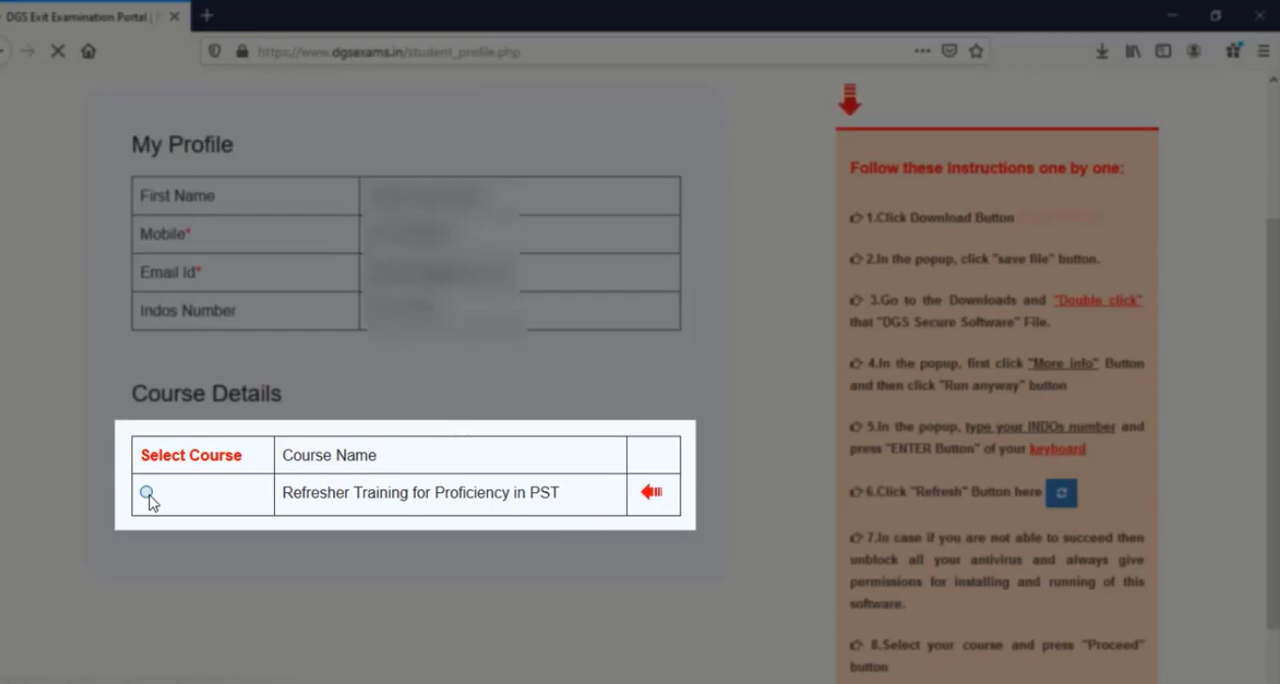 DGS Exit Examination Portal |
https://www.dgsexams.in/student_profile.php
My Profile
First Name
Mobile*
Email Id*
Indos Number
Course Details
Select Course Course Name
Refresher Training for Proficiency in PST
Follow these instructions one by one:
1.Click Download Button
2.In the popup, click "save file" button.
3.Go to the Downloads and "Double click"
that "DGS Secure Software" File.
4.In the popup, first click "More info" Button
and then click "Run anyway" button
5.In the popup, type your INDOs number and
press "ENTER Button" of your keyboard
6.Click "Refresh" Button here
7.In case if you are not able to succeed then
unblock all your antivirus and always give
permissions for installing and running of this
software.
8.Select your course and press "Proceed"
button